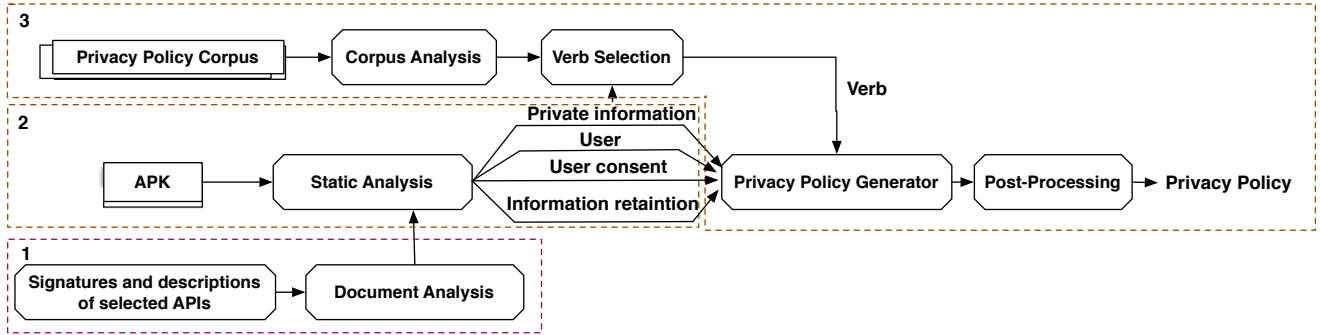 3
Privacy Policy Corpus
Corpus Analysis
Verb Selection
Verb
2
Private information
User
User consent
Information retaintion
APK
Static Analysis
Privacy Policy Generator
Post-Processing
Privacy Policy
1
Signatures and descriptions
of selected APIs
Document Analysis